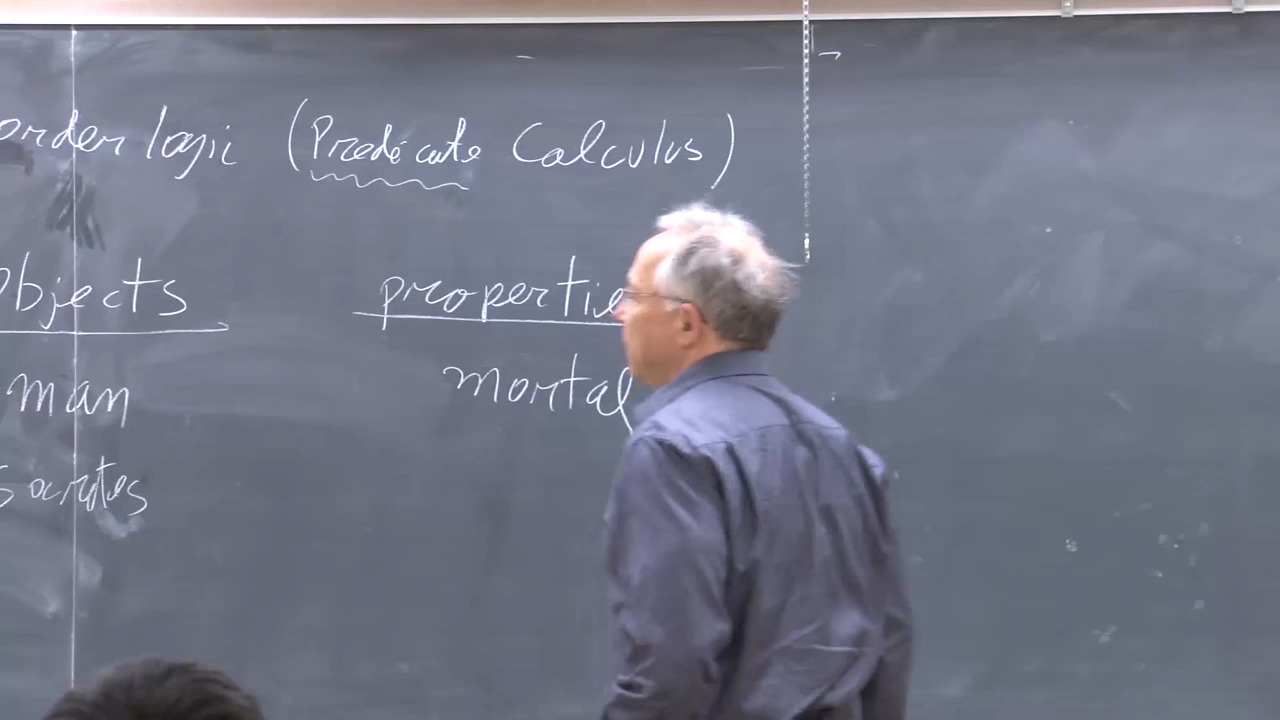 order logic (Predicate Calculus)
Objects properties
man mortal
Socrates